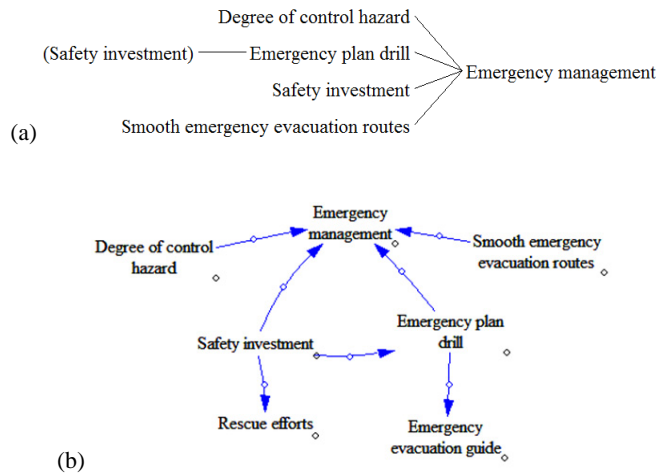 Degree of control hazard
(Safety investment)
Emergency plan drill
Emergency management
Safety investment
Smooth emergency evacuation routes
(a)
Emergency
management
Degree of control
hazard
Smooth emergency
evacuation routes
Safety investment
Emergency plan
drill
Rescue efforts
Emergency
evacuation guide
(b)